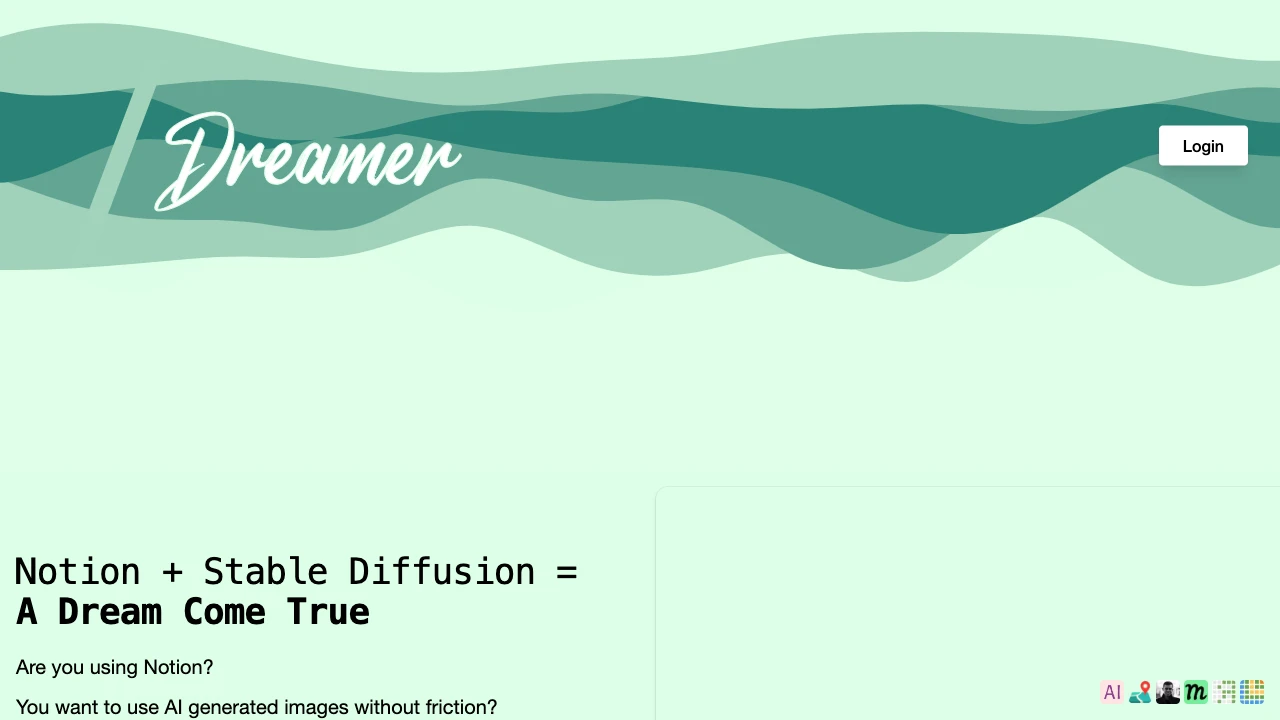 Dreamer
Login
Notion + Stable Diffusion =
A Dream Come True
Are you using Notion?
You want to use AI generated images without friction?
AI
m